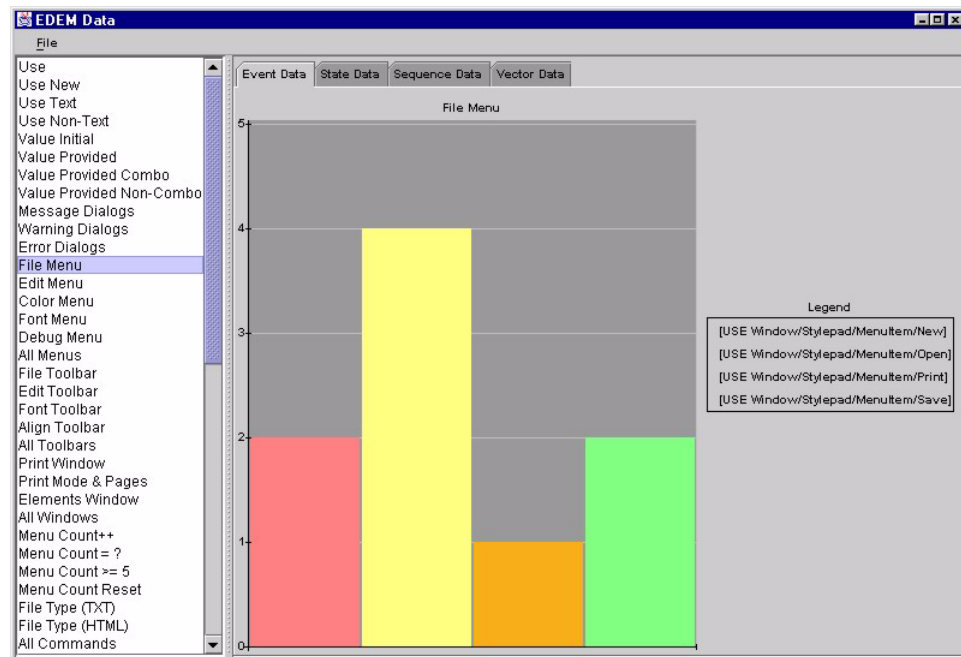 EDEM Data
File
Use
Use New
Use Text
Use Non-Text
Value Initial
Value Provided
Value Provided Combo
Value Provided Non-Combo
Message Dialogs
Warning Dialogs
Error Dialogs
File Menu
Edit Menu
Color Menu
Font Menu
Debug Menu
All Menus
File Toolbar
Edit Toolbar
Font Toolbar
Align Toolbar
All Toolbars
Print Window
Print Mode & Pages
Elements Window
All Windows
Menu Count++
Menu Count = ?
Menu Count >= 5
Menu Count Reset
File Type (TXT)
File Type (HTML)
All Commands
Event Data State Data Sequence Data Vector Data
File Menu
5
4
3
2
1
0
Legend
[USE Window/Stylepad/MenuItem/New]
[USE Window/Stylepad/MenuItem/Open]
[USE Window/Stylepad/MenuItem/Print]
[USE Window/Stylepad/MenuItem/Save]